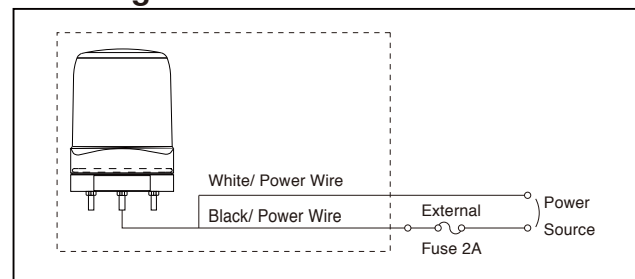 White/ Power Wire
Black/ Power Wire
External
Fuse 2A
Power
Source